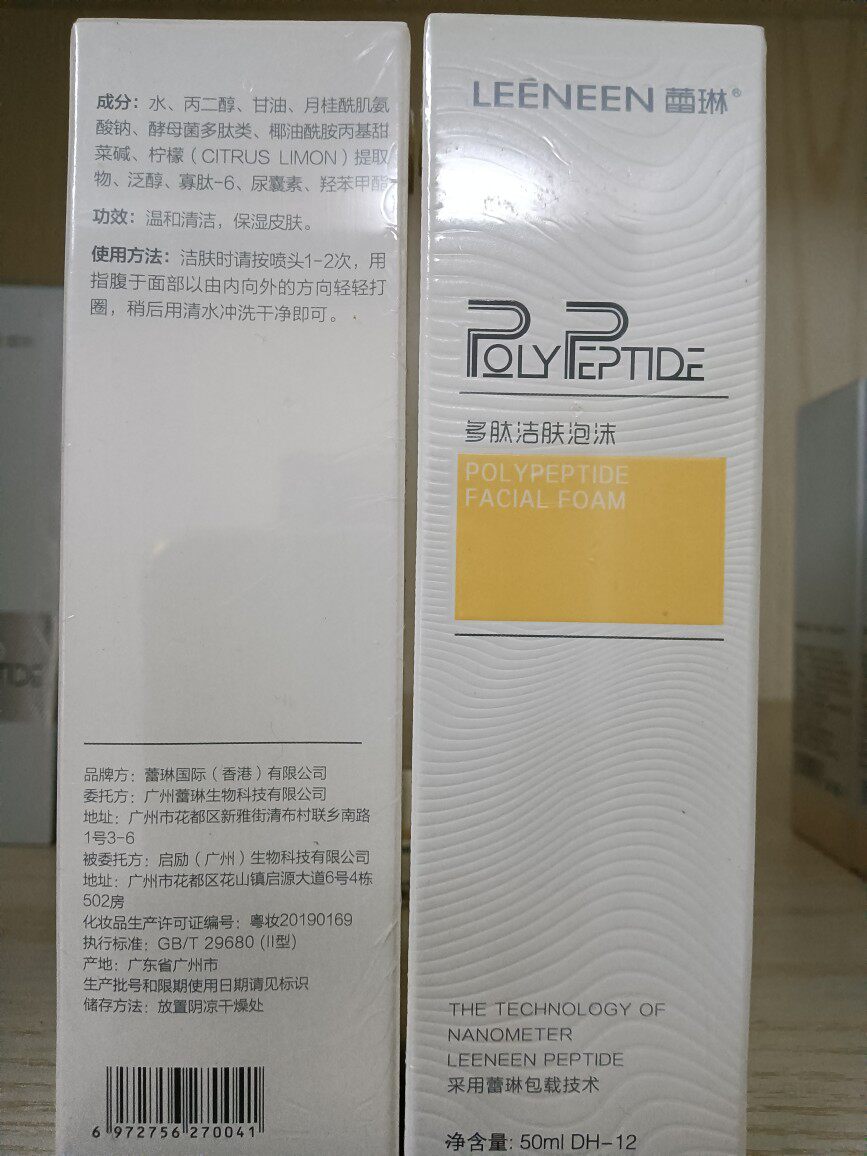 成分：水、丙二醇、甘油、月桂酰肌氨
酸钠、酵母菌多肽类、椰油酰胺丙基甜
菜碱、柠檬（CITRUS LIMON）提取
物、泛醇、寡肽-6、尿囊素、羟苯甲酯
功效：温和清洁，保湿皮肤。
使用方法：洁肤时请按喷头1-2次，用
指腹于面部以由内向外的方向轻轻打
圈，稍后用清水冲洗干净即可。
品牌方：蕾琳国际（香港）有限公司
委托方：广州蕾琳生物科技有限公司
地址：广州市花都区新雅街清布村联乡南路
1号3-6
被委托方：启励（广州）生物科技有限公司
地址：广州市花都区花山镇启源大道6号4栋
502房
化妆品生产许可证编号：粤妆20190169
执行标准：GB/T 29680 (II型)
产地：广东省广州市
生产批号和限期使用日期请见标识
储存方法：放置阴凉干燥处
6 972756 270041
LEENEEN 蕾琳®
POLYPEPTIDE
多肽洁肤泡沫
POLYPEPTIDE
FACIAL FOAM
THE TECHNOLOGY OF
NANOMETER
LEENEEN PEPTIDE
采用蕾琳包载技术
净含量: 50ml DH-12